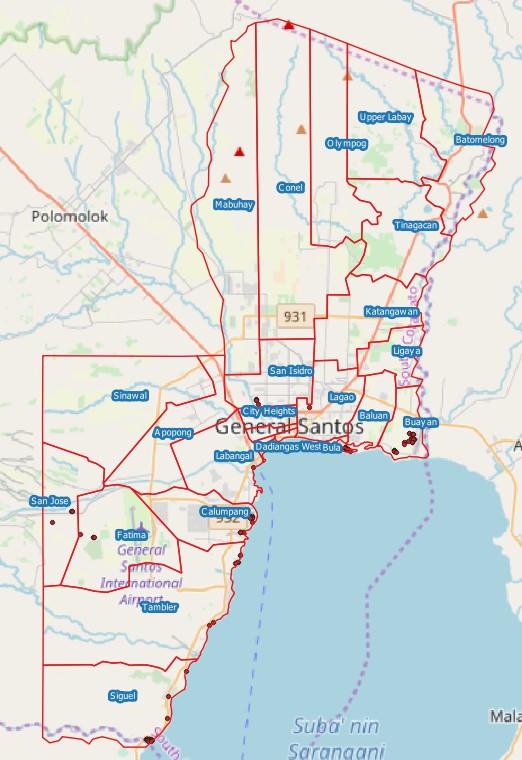 Upper Labay
Batomelong
Olympog
Conel
Mabuhay
Polomolok
Tinagacan
931
Katangawan
South Cotabato
Ligaya
San Isidro
Sinawal
Lagao
City Heights
Baluan
Buayan
General Santos
Apopong
Dadiangas West
Bula
A
Labangal
San Jose
Calumpang
Fatima
General
Santos
International
Airport
Tambler
Siguel
Mala
Suba' nin
Sarangani
South